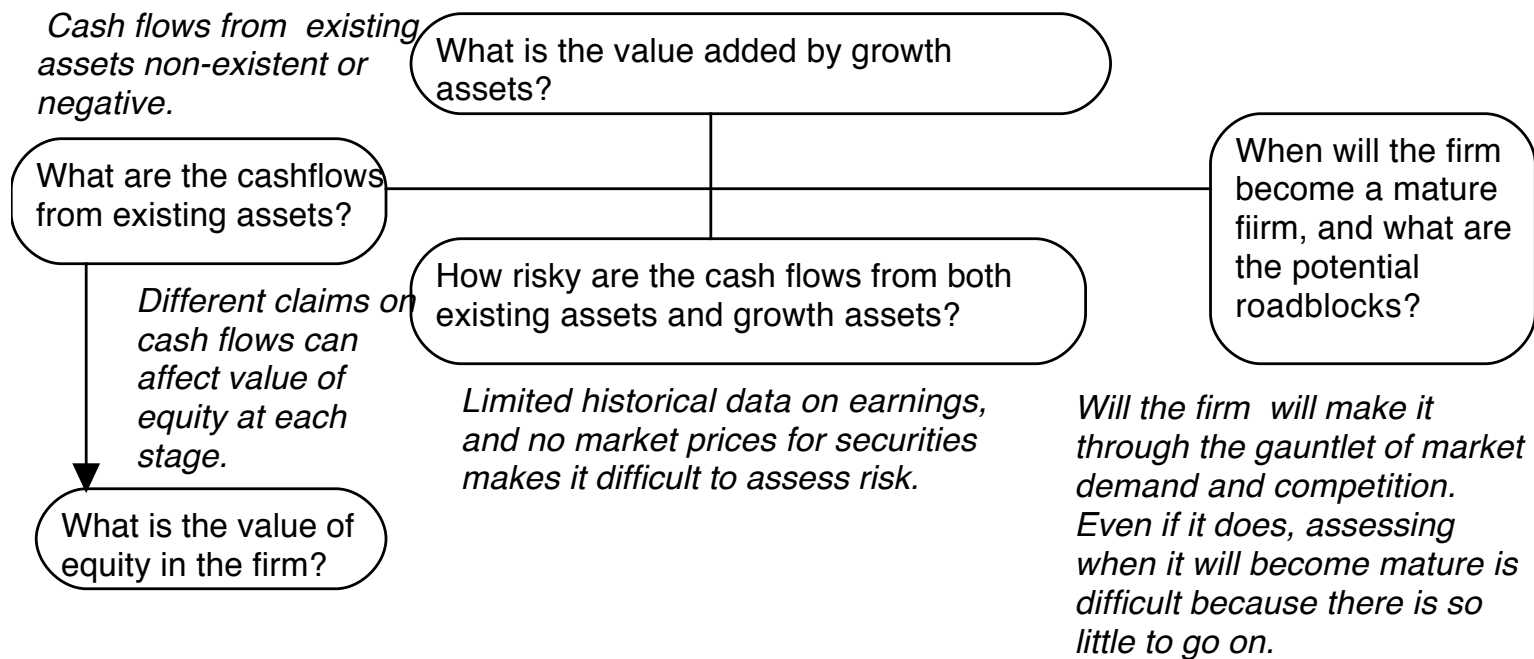 Cash flows from  existing
assets non-existent or
negative.
What is the value added by growth
assets?
What are the cashflows
from existing assets?
When will the firm
become a mature
fiirm, and what are
the potential
roadblocks?
How risky are the cash flows from both
existing assets and growth assets?
Different claims on
cash flows can
affect value of
equity at each
stage.
Limited historical data on earnings,
and no market prices for securities
makes it difficult to assess risk.
Will the firm  will make it
through the gauntlet of market
demand and competition.
Even if it does, assessing
when it will become mature is
difficult because there is so
little to go on.
What is the value of
equity in the firm?